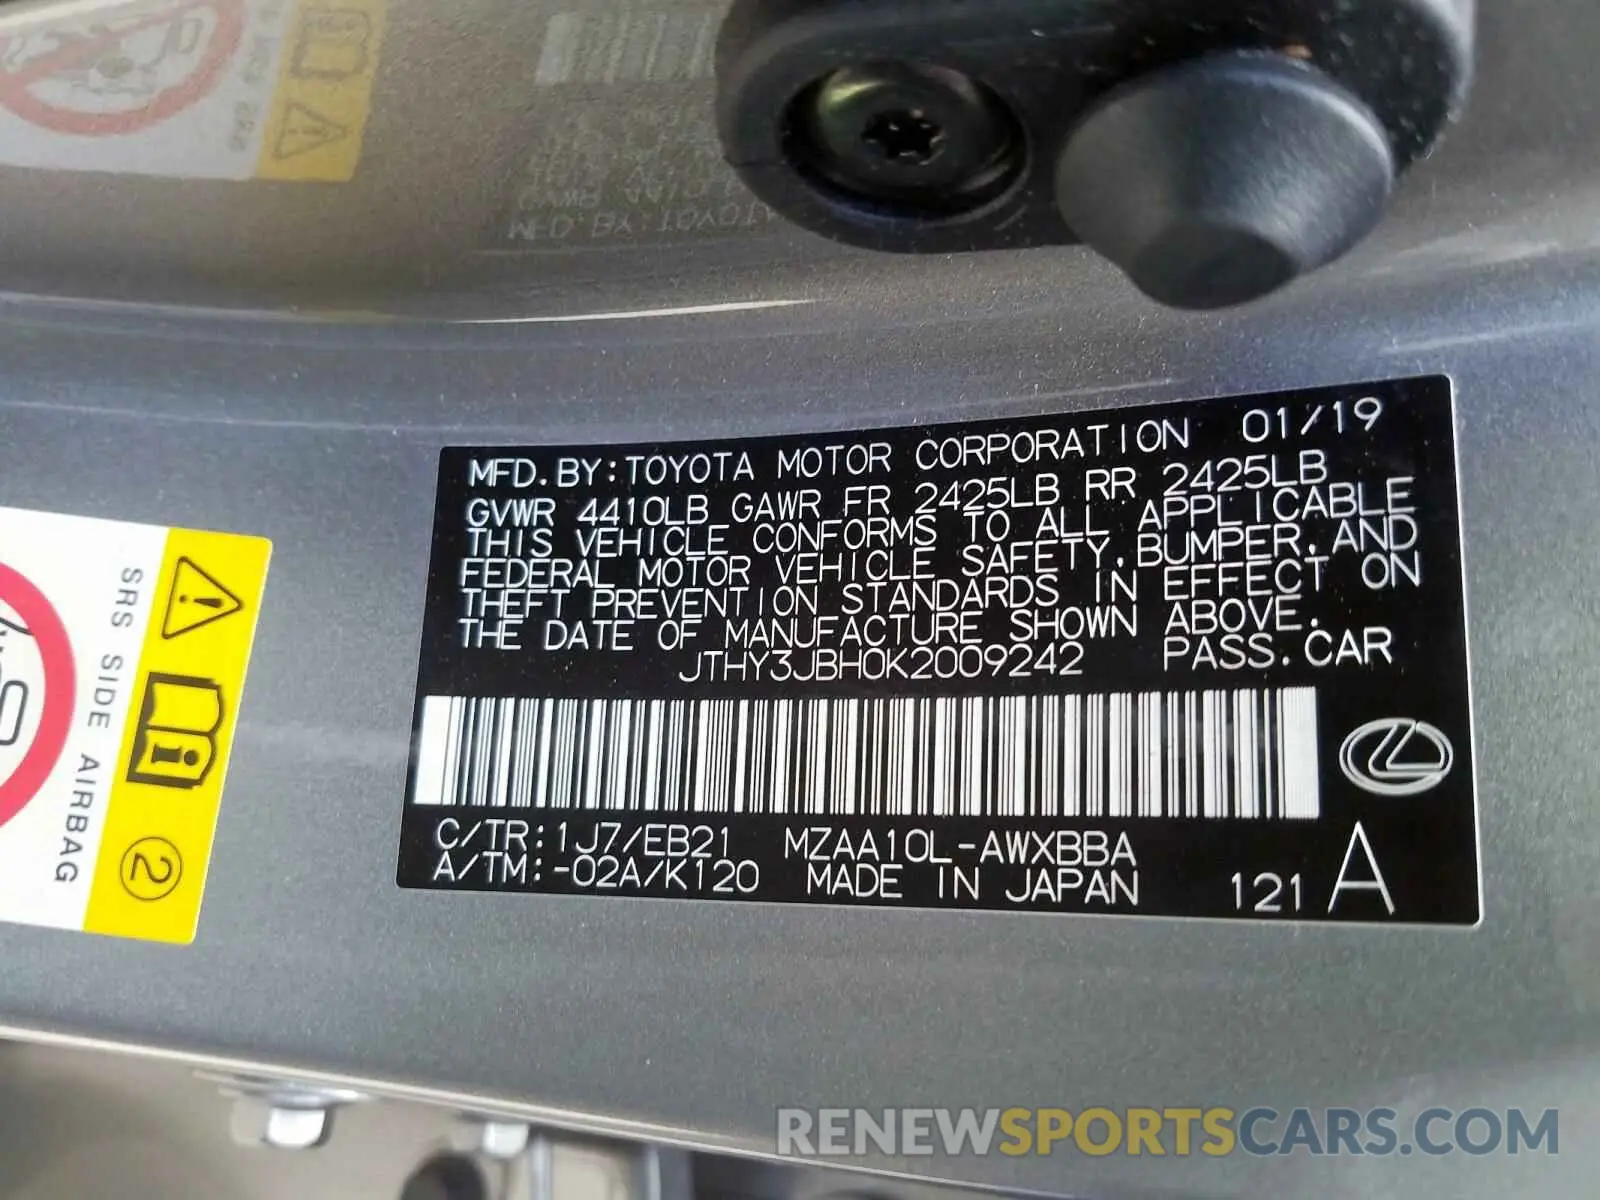 MFD.BY:TOYOTA MOTOR CORPORATION 01/19
GVWR 4410LB GAWR FR 2425LB RR 2425LB
THIS VEHICLE CONFORMS TO ALL APPLICABLE
FEDERAL MOTOR VEHICLE SAFETY,BUMPER,AND
THEFT PREVENTION STANDARDS IN EFFECT ON
THE DATE OF MANUFACTURE SHOWN ABOVE.
JTHY3JBH0K2009242 PASS.CAR
C/TR:1J7/EB21 MZAA10L-AWXBBA
A/TM:-02A/K120 MADE IN JAPAN 121 A
SRS SIDE AIRBAG
2
RENEWSPORTSCARS.COM